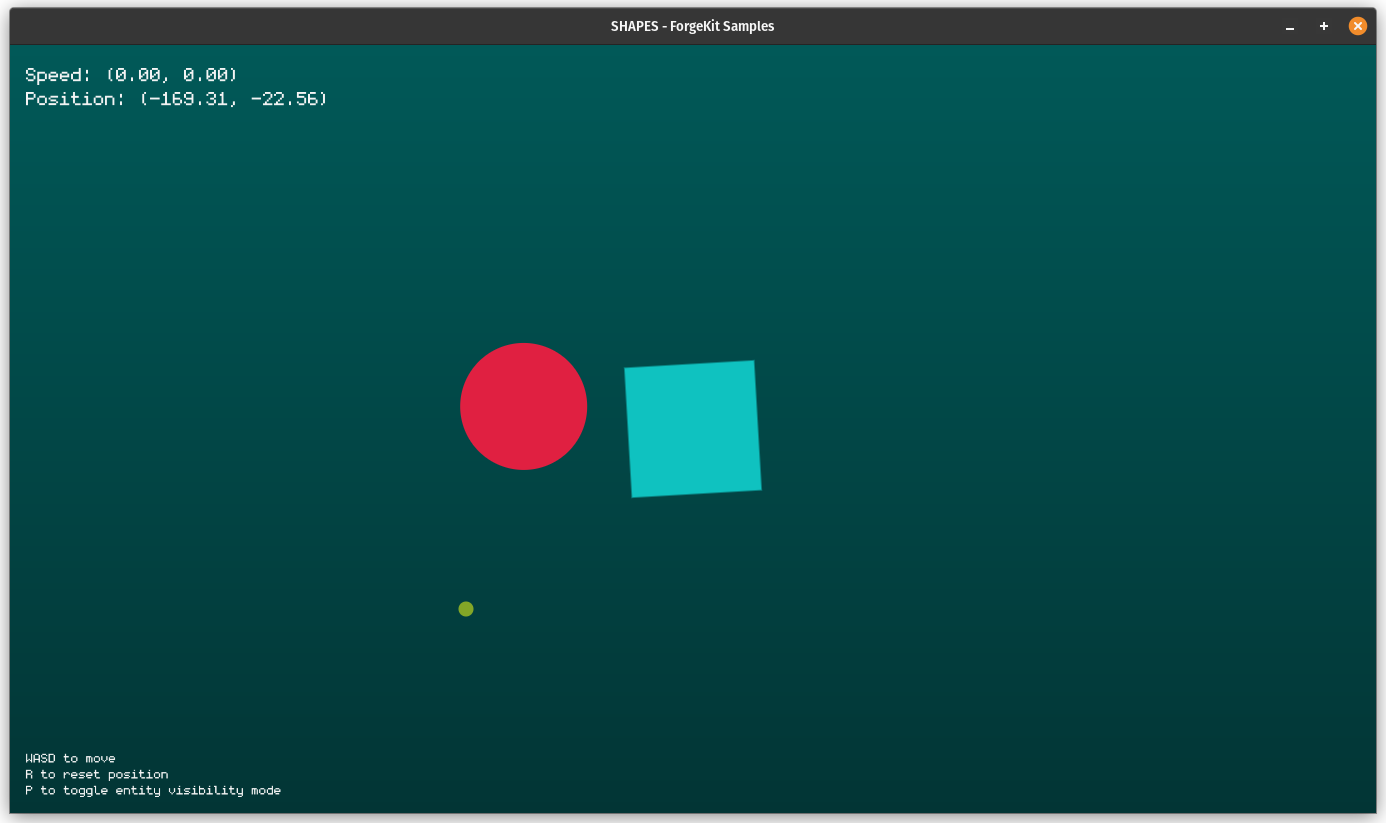 SHAPES - ForgeKit Samples
Speed: (0.00, 0.00)
Position: (-169.31, -22.56)
WASD to move
R to reset position
P to toggle entity visibility mode